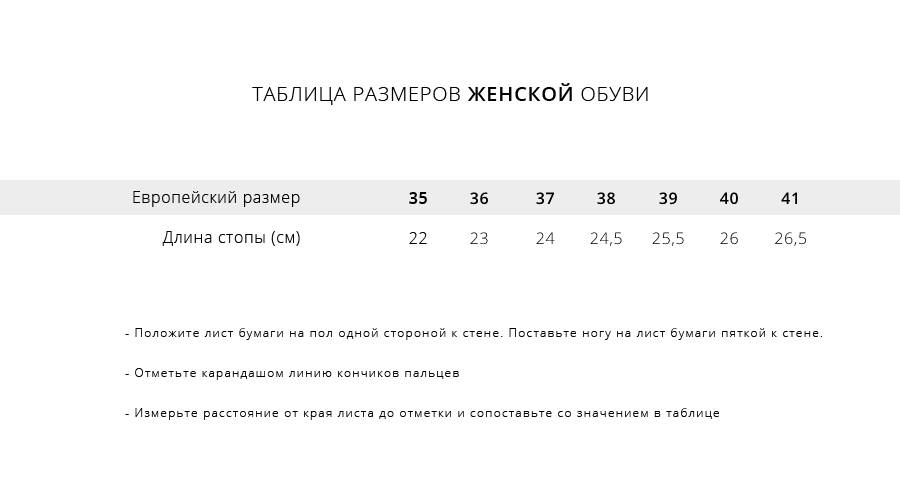 ТАБЛИЦА РАЗМЕРОВ ЖЕНСКОЙ ОБУВИ
Европейский размер 35 36 37 38 39 40 41
Длина стопы (см) 22 23 24 24,5 25,5 26 26,5
- Положите лист бумаги на пол одной стороной к стене. Поставьте ногу на лист бумаги пяткой к стене.
- Отметьте карандашом линию кончиков пальцев
- Измерьте расстояние от края листа до отметки и сопоставьте со значением в таблице